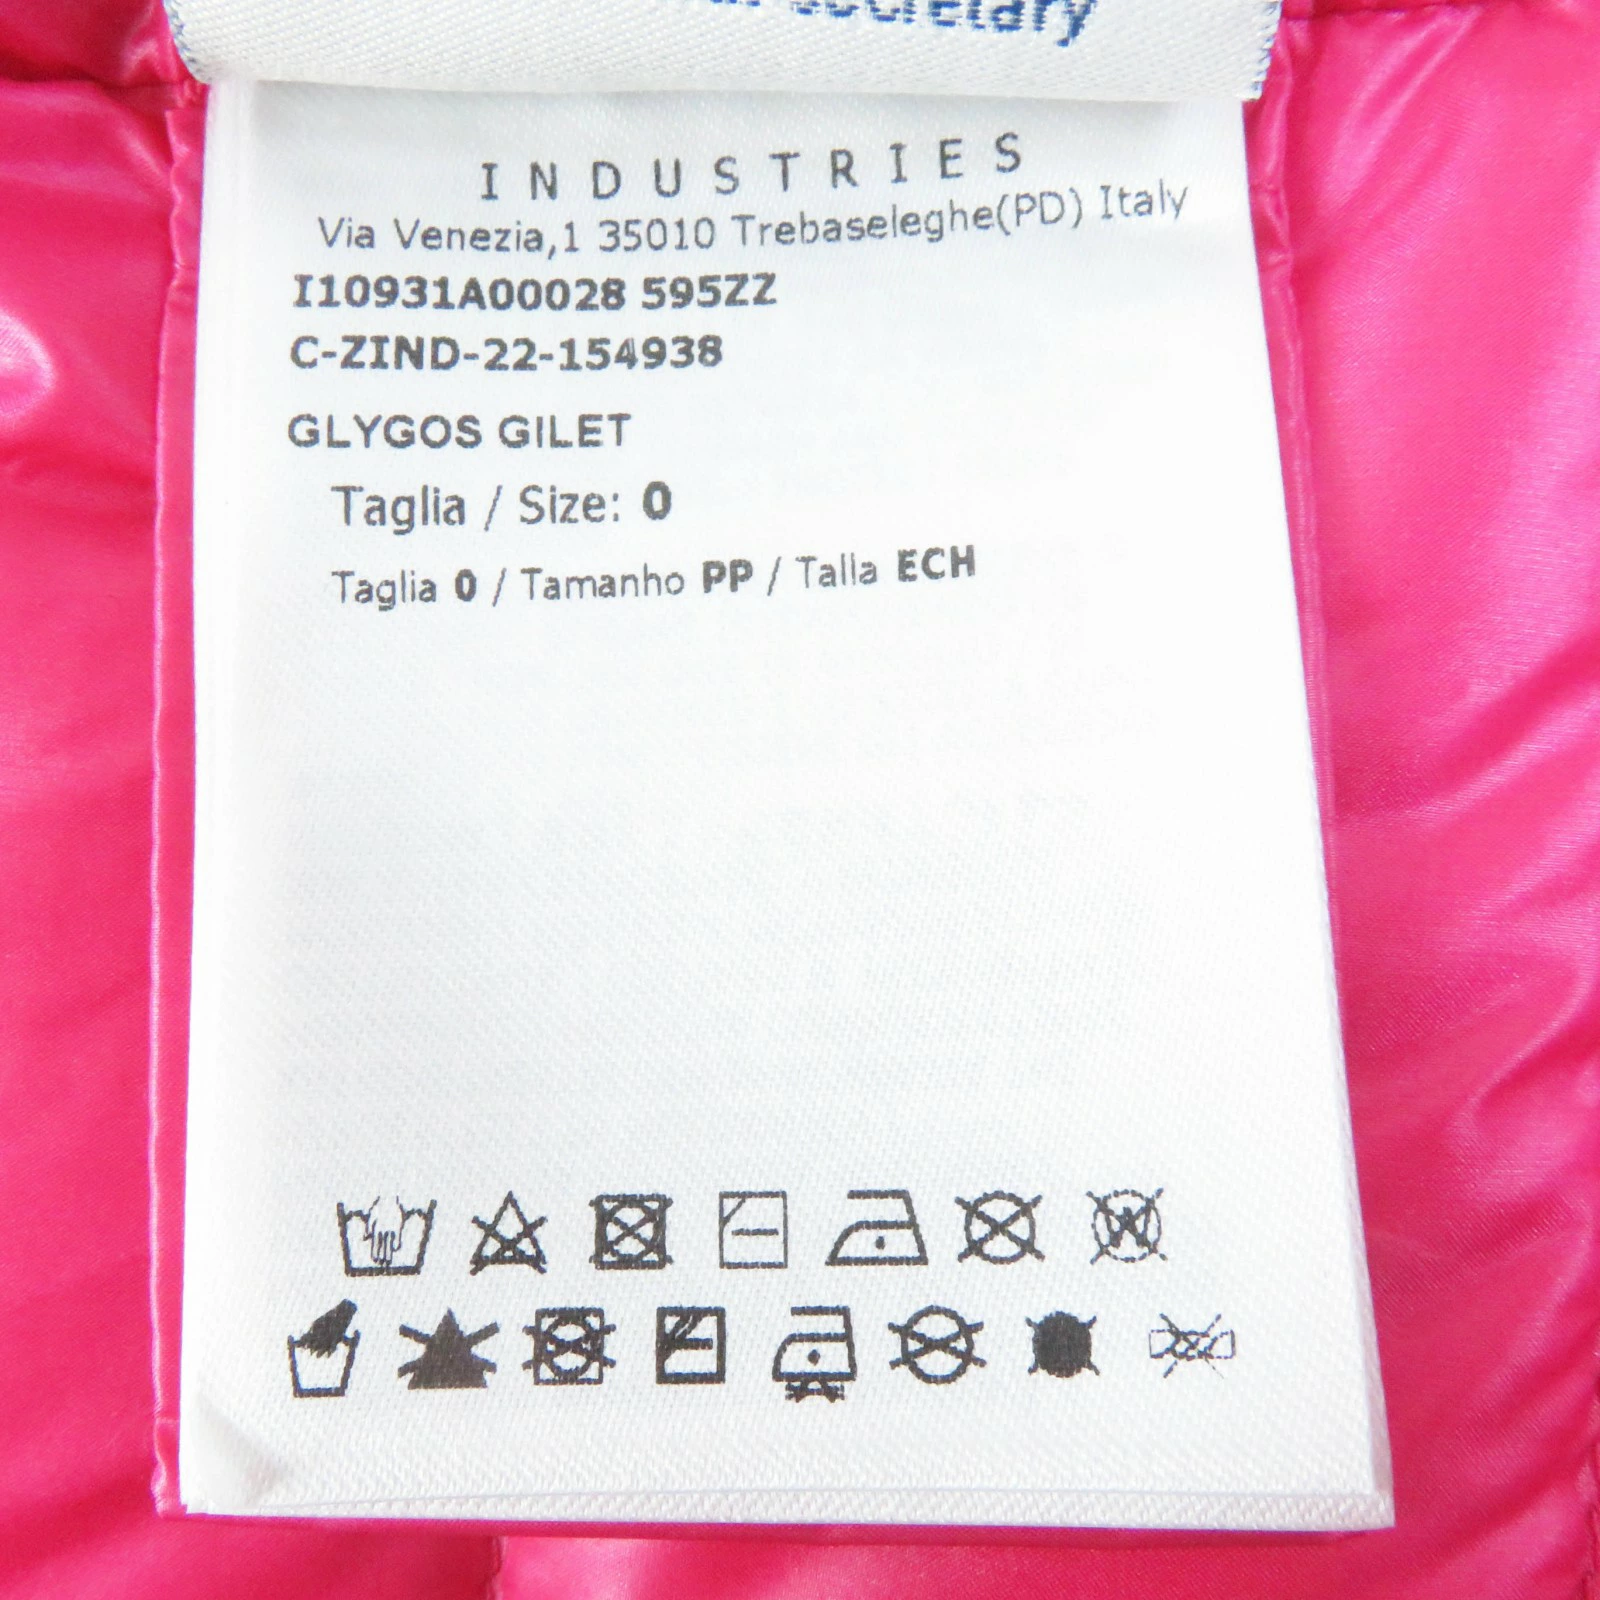 secretary
INDUSTRIES
Via Venezia,1 35010 Trebaseleghe(PD) Italy
I10931A00028 595ZZ
C-ZIND-22-154938
GLYGOS GILET
Taglia / Size: 0
Taglia 0 / Tamanho PP / Talla ECH
W